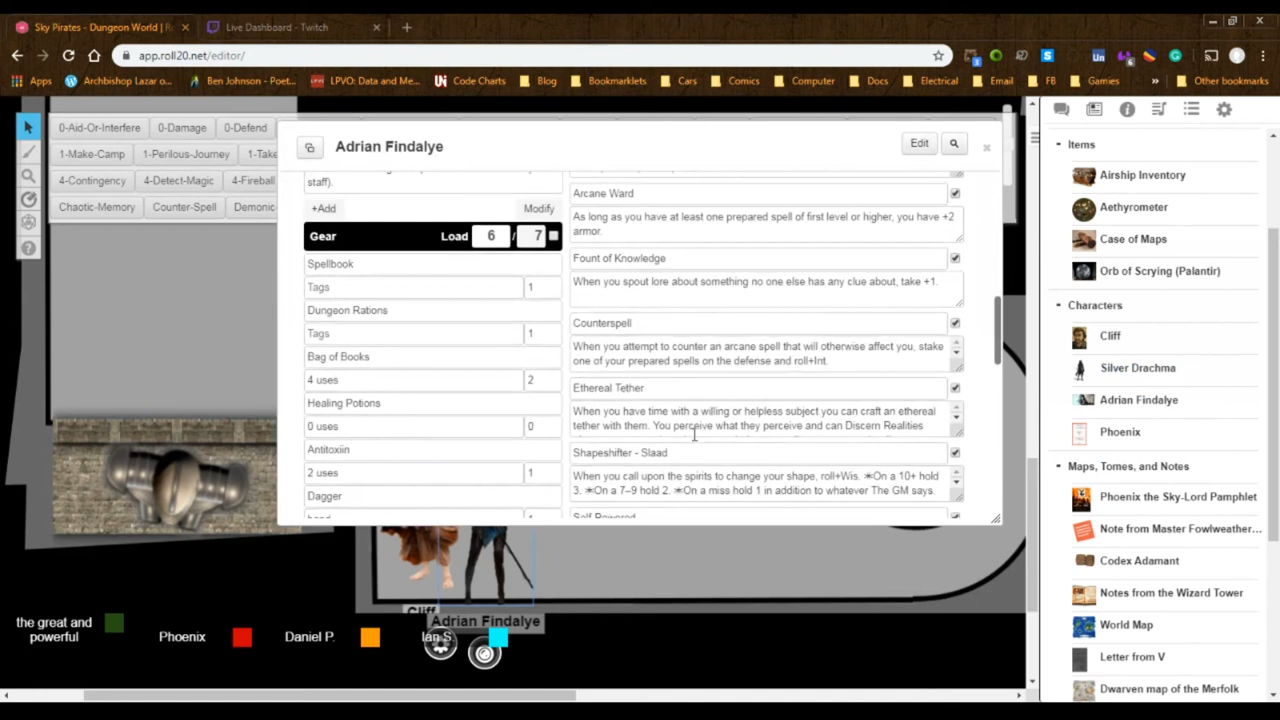 Sky Pirates - Dungeon World | R
Live Dashboard - Twitch
app.roll20.net/editor/
Apps
Archbishop Lazar o...
Ben Johnson - Poet...
LPVO: Data and Me...
Code Charts
Blog
Bookmarklets
Cars
Comics
Computer
Docs
Electrical
Email
FB
Gamies
Other bookmarks
0-Aid-Or-Interfere
0-Damage
0-Defend
1-Make-Camp
1-Perilous-Journey
1-Take
4-Contingency
4-Detect-Magic
4-Fireball
Chaotic-Memory
Counter-Spell
Demonic
Adrian Findalye
Edit
staff).
+Add
Modify
Gear
Load
6
/
7
Spellbook
Tags
1
Dungeon Rations
Tags
1
Bag of Books
4 uses
2
Healing Potions
0 uses
0
Antitoxiin
2 uses
1
Dagger
hand
1
Arcane Ward
As long as you have at least one prepared spell of first level or higher, you have +2
armor.
Fount of Knowledge
When you spout lore about something no one else has any clue about, take +1.
Counterspell
When you attempt to counter an arcane spell that will otherwise affect you, stake
one of your prepared spells on the defense and roll+Int.
Ethereal Tether
When you have time with a willing or helpless subject you can craft an ethereal
tether with them. You perceive what they perceive and can Discern Realities
Shapeshifter - Slaad
When you call upon the spirits to change your shape, roll+Wis. ✴On a 10+ hold
3. ✴On a 7–9 hold 2. ✴On a miss hold 1 in addition to whatever The GM says.
Self Powered
Items
Airship Inventory
Aethyrometer
Case of Maps
Orb of Scrying (Palantir)
Characters
Cliff
Silver Drachma
Adrian Findalye
Phoenix
Maps, Tomes, and Notes
Phoenix the Sky-Lord Pamphlet
Note from Master Fowlweather...
Codex Adamant
Notes from the Wizard Tower
World Map
Letter from V
Dwarven map of the Merfolk
Cliff
Adrian Findalye
the great and
powerful
Phoenix
Daniel P.
Ian S.